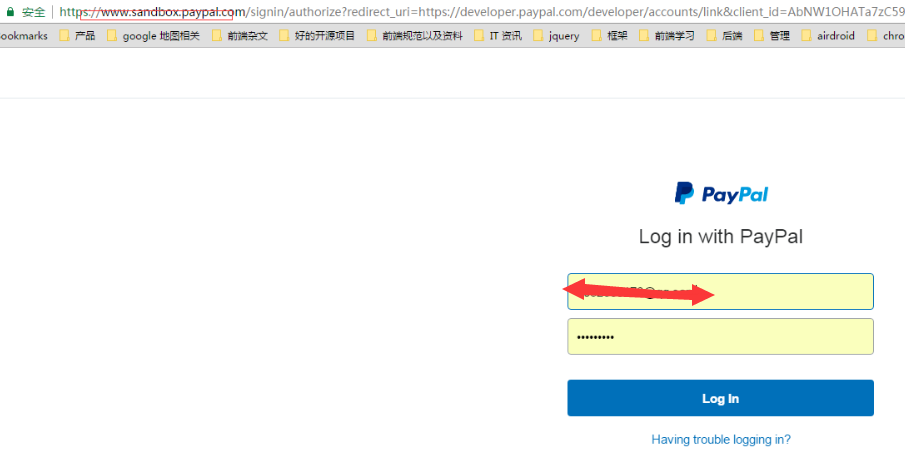 安全 https://www.sandbox.paypal.com/signin/authorize?redirect_uri=https://developer.paypal.com/developer/accounts/link&client_id=AbNW1OHATa7zC59
Bookmarks 产品 google 地图相关 前端杂文 好的开源项目 前端规范以及资料 IT 资讯 jquery 框架 前端学习 后端 管理 airdroid chro
PayPal
Log in with PayPal
•••••••••
Log In
Having trouble logging in?